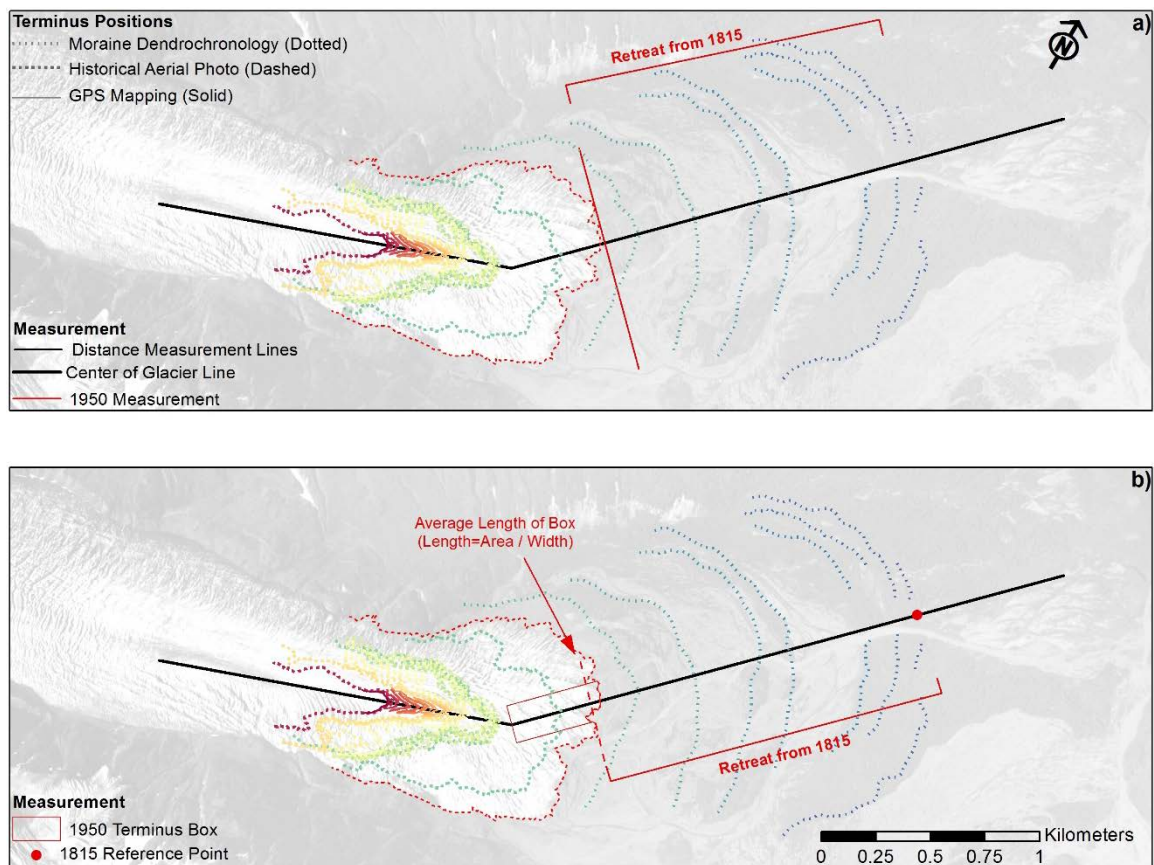 Terminus Positions
Moraine Dendrochronology (Dotted)
Historical Aerial Photo (Dashed)
GPS Mapping (Solid)
Retreat from 1815
a)
N
Measurement
Distance Measurement Lines
Center of Glacier Line
1950 Measurement
b)
Average Length of Box
(Length=Area / Width)
Retreat from 1815
Measurement
1950 Terminus Box
1815 Reference Point
Kilometers
0 0.25 0.5 0.75 1